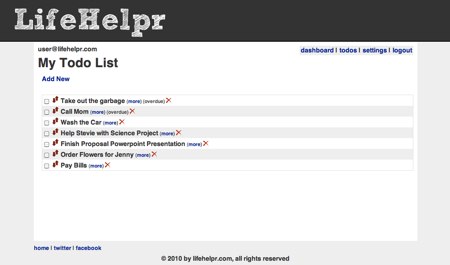 LifeHelpr
user@lifehelpr.com
dashboard | todos | settings | logout
My Todo List
Add New
Take out the garbage (more) (overdue)
Call Mom (more) (overdue)
Wash the Car (more)
Help Stevie with Science Project (more)
Finish Proposal Powerpoint Presentation (more)
Order Flowers for Jenny (more)
Pay Bills (more)
home | twitter | facebook
© 2010 by lifehelpr.com, all rights reserved